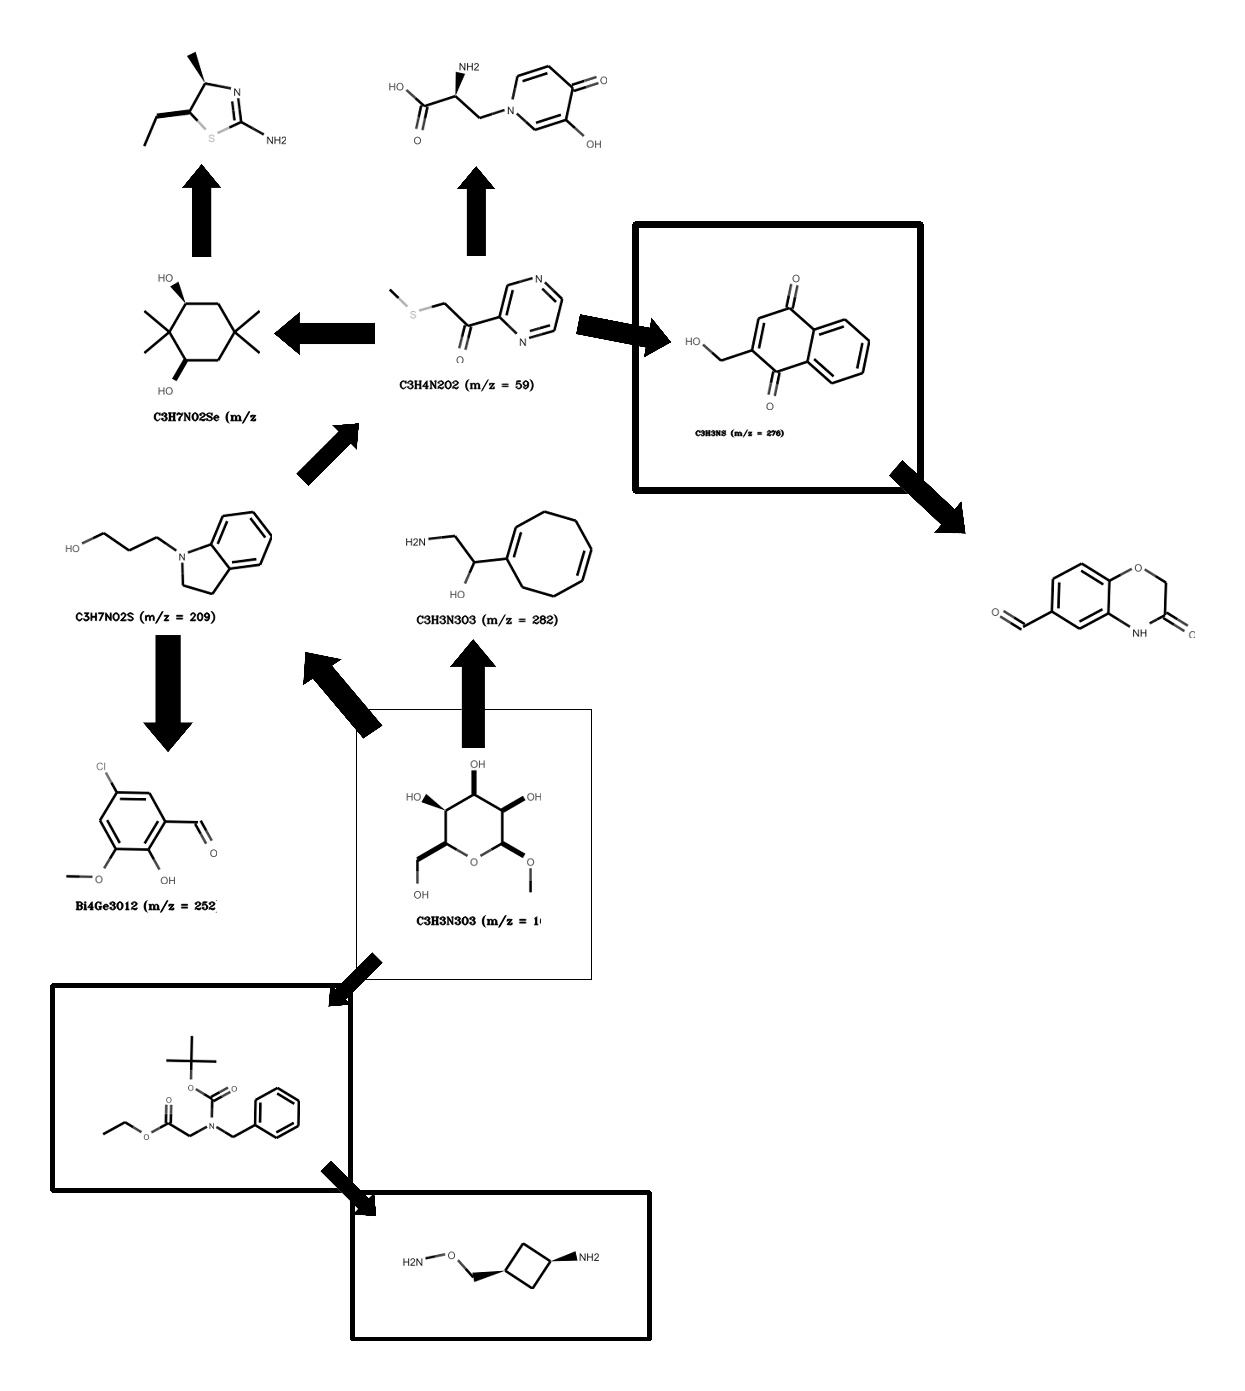 NH2
HO
N
O
N
S
NH2
O
OH
HO
HO
C3H7NO2Se (m/z
N
S
N
O
C3H4N2O2 (m/z = 59)
O
HO
O
C3H3NS (m/z = 276)
HO
N
C3H7NO2S (m/z = 209)
H2N
HO
C3H3N3O3 (m/z = 282)
O
O
NH
O
Cl
O
O
OH
Bi4Ge3O12 (m/z = 252
OH
HO
OH
O
O
OH
C3H3N3O3 (m/z = 1
O
O
O
O
N
H2N
O
NH2